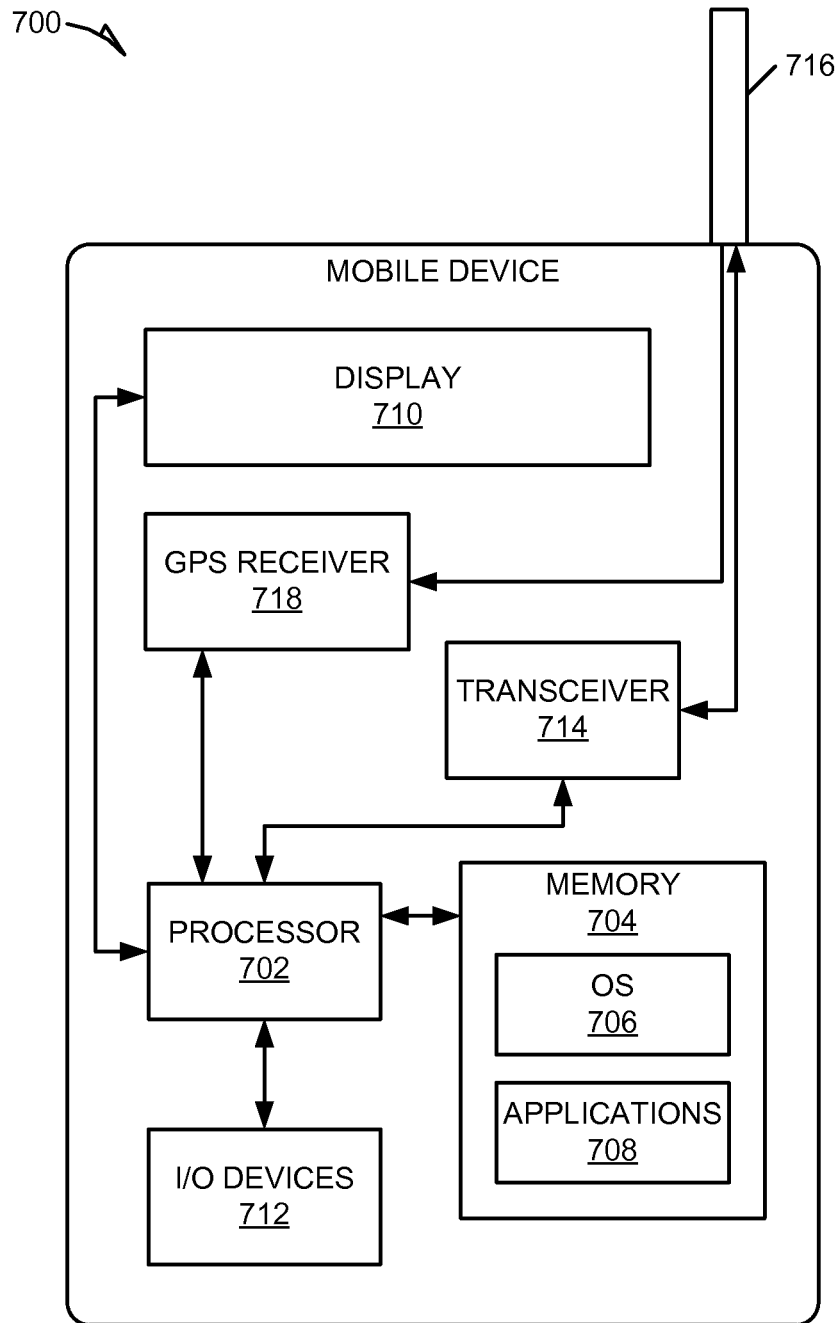 700
716
MOBILE DEVICE
DISPLAY
710
GPS RECEIVER
718
TRANSCEIVER
714
PROCESSOR
702
MEMORY
704
OS
706
APPLICATIONS
708
I/O DEVICES
712